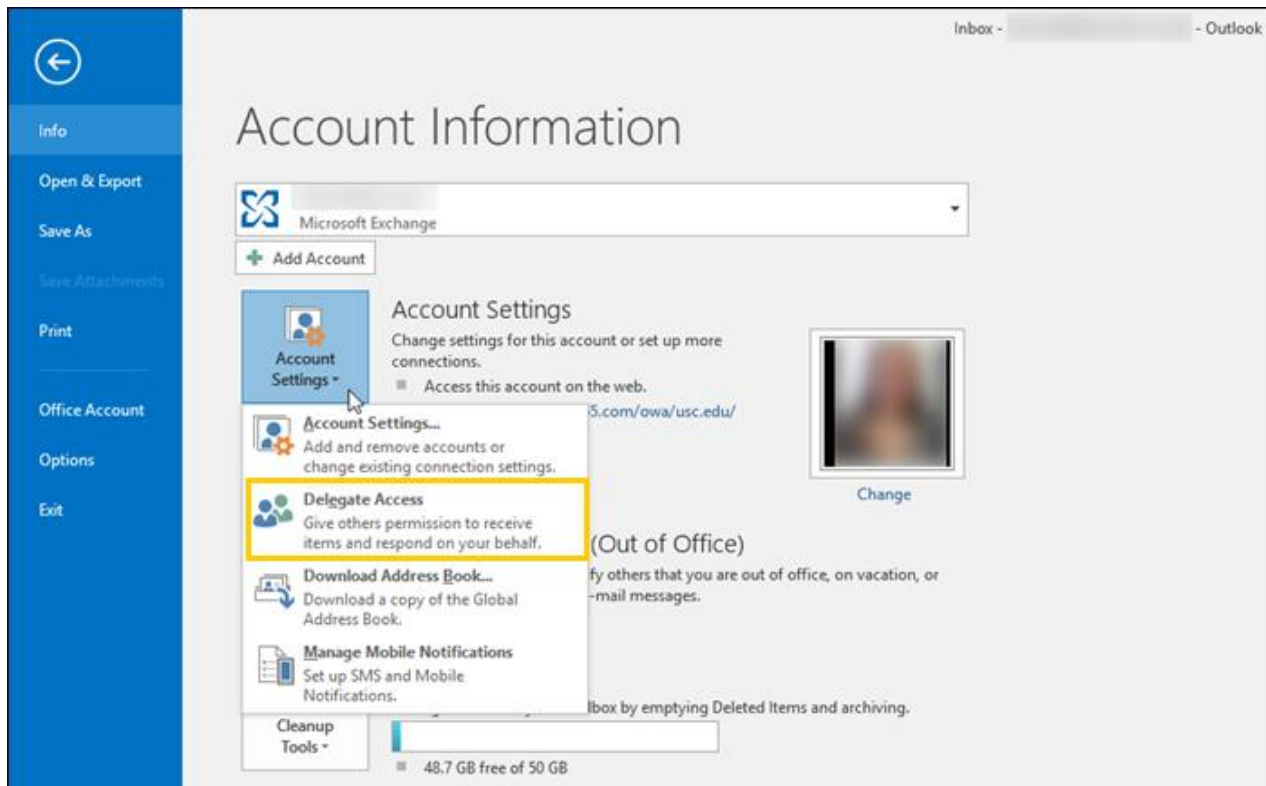 Inbox - - Outlook
Info
Open & Export
Save As
Save Attachments
Print
Office Account
Options
Exit
Account Information
Microsoft Exchange
Add Account
Account
Settings
Account Settings
Change settings for this account or set up more
connections.
Access this account on the web.
5.com/owa/usc.edu/
Change
Account Settings...
Add and remove accounts or
change existing connection settings.
Delegate Access
Give others permission to receive
items and respond on your behalf.
Download Address Book...
Download a copy of the Global
Address Book.
Manage Mobile Notifications
Set up SMS and Mobile
Notifications.
(Out of Office)
fy others that you are out of office, on vacation, or
-mail messages.
lbox by emptying Deleted Items and archiving.
Cleanup
Tools
48.7 GB free of 50 GB